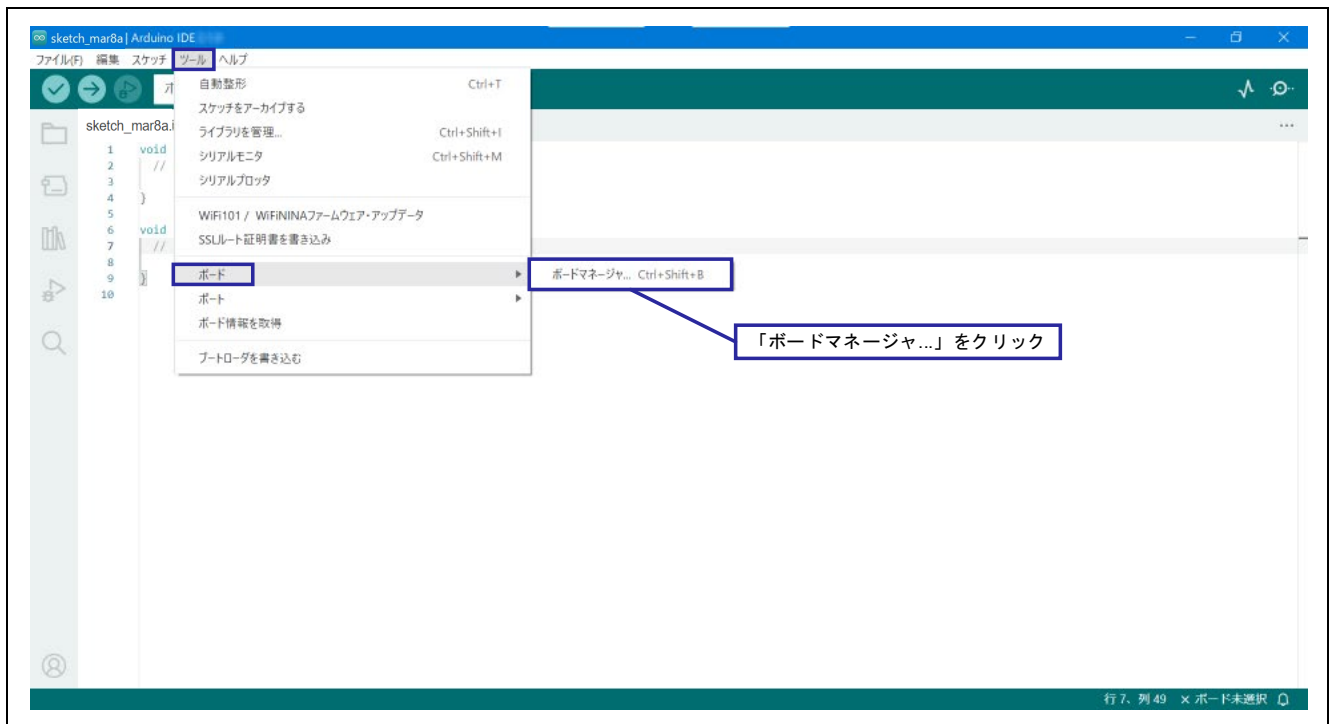 sketch_mar8a | Arduino IDE
ファイル(F) 編集 スケッチ ツール ヘルプ
自動整形 Ctrl+T
スケッチをアーカイブする
sketch_mar8a.i
ライブラリを管理... Ctrl+Shift+I
1 void
シリアルモニタ Ctrl+Shift+M
2 //
3
シリアルプロッタ
4 }
5
WiFi101 / WiFiNINAファームウェア・アップデータ
6 void
SSLルート証明書を書き込み
7 //
8
ボード ボードマネージャ... Ctrl+Shift+B
9 }
10
ポート
ボード情報を取得
「ボードマネージャ...」をクリック
ブートローダを書き込む
行 7、列 49 × ボード未選択